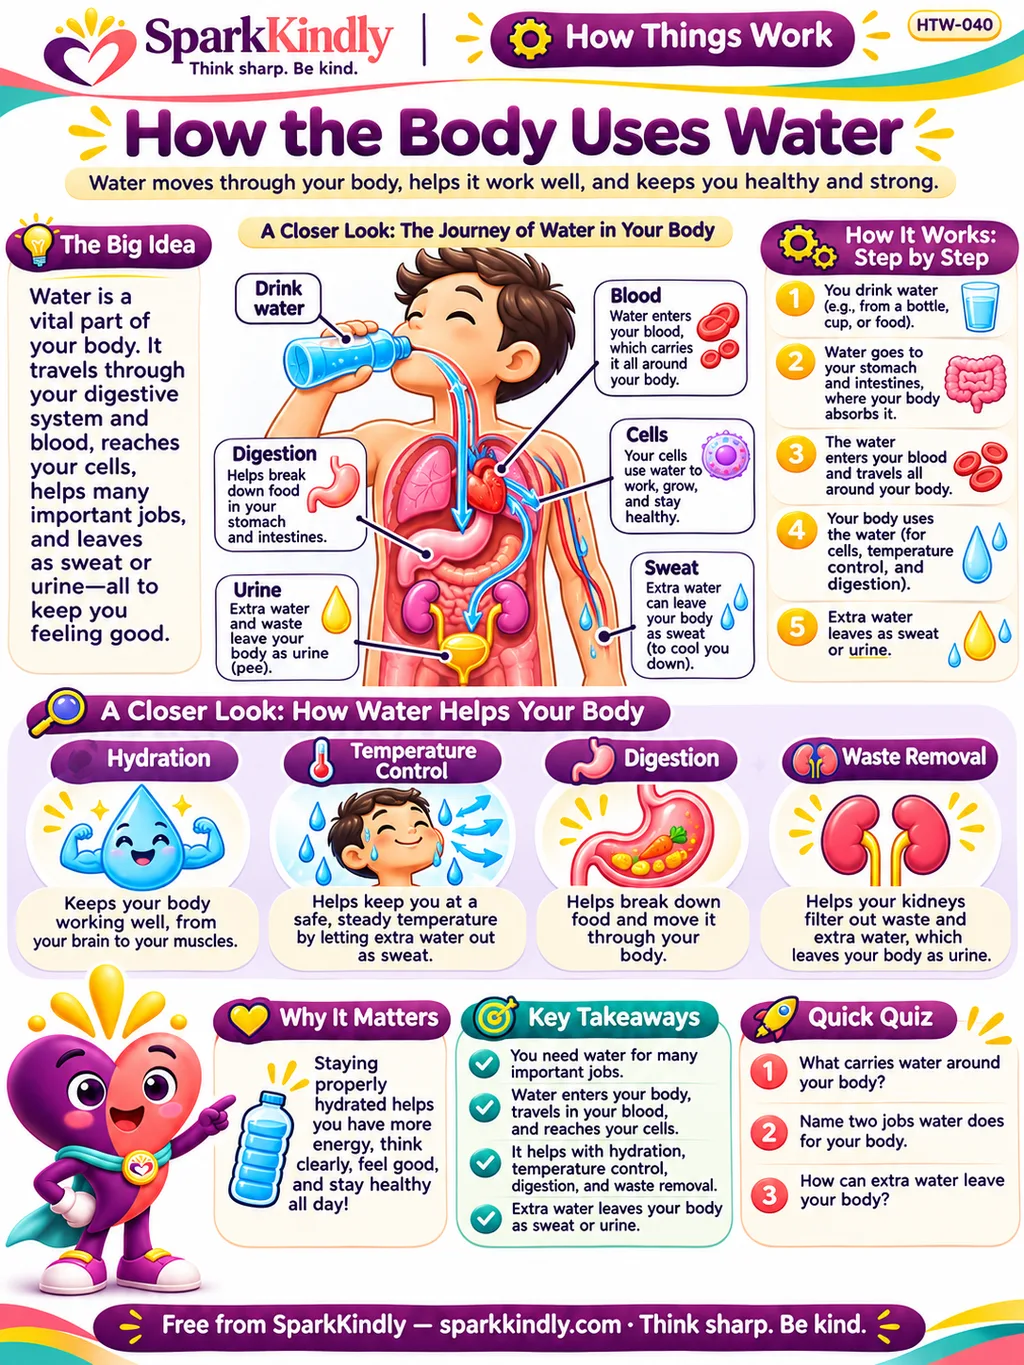 SparkKindly
Think sharp. Be kind.
How Things Work
HTW-040
How the Body Uses Water
Water moves through your body, helps it work well, and keeps you healthy and strong.
The Big Idea
Water is a
vital part of
your body. It
travels through
your digestive
system and
blood, reaches
your cells,
helps many
important jobs,
and leaves
as sweat or
urine—all to
keep you
feeling good.
A Closer Look: The Journey of Water in Your Body
Drink
water
Digestion
Helps break
down food
in your
stomach
and intestines.
Urine
Extra water
and waste
leave your
body as urine
(pee).
Blood
Water enters
your blood,
which carries
it all around
your body.
Cells
Your cells
use water to
work, grow,
and stay
healthy.
Sweat
Extra water
can leave
your body
as sweat
(to cool you
down).
How It Works:
Step by Step
1
You drink water
(e.g., from a bottle,
cup, or food).
2
Water goes to
your stomach
and intestines,
where your body
absorbs it.
3
The water
enters your blood
and travels all
around your body.
4
Your body uses
the water (for
cells, temperature
control, and
digestion).
5
Extra water
leaves as sweat
or urine.
A Closer Look: How Water Helps Your Body
Hydration
Keeps your body
working well, from
your brain to your muscles.
Temperature
Control
Helps keep you at a
safe, steady temperature
by letting extra water out
as sweat.
Digestion
Helps break down
food and move it
through your
body.
Waste Removal
Helps your kidneys
filter out waste and
extra water, which
leaves your body as urine.
Why It Matters
Staying
properly
hydrated helps
you have more
energy, think
clearly, feel good,
and stay healthy
all day!
Key Takeaways
You need water for many
important jobs.
Water enters your body,
travels in your blood,
and reaches your cells.
It helps with hydration,
temperature control,
digestion, and waste removal.
Extra water leaves your body
as sweat or urine.
Quick Quiz
1
What carries water around
your body?
2
Name two jobs water does
for your body.
3
How can extra water leave
your body?
Free from SparkKindly — sparkkindly.com · Think sharp. Be kind.